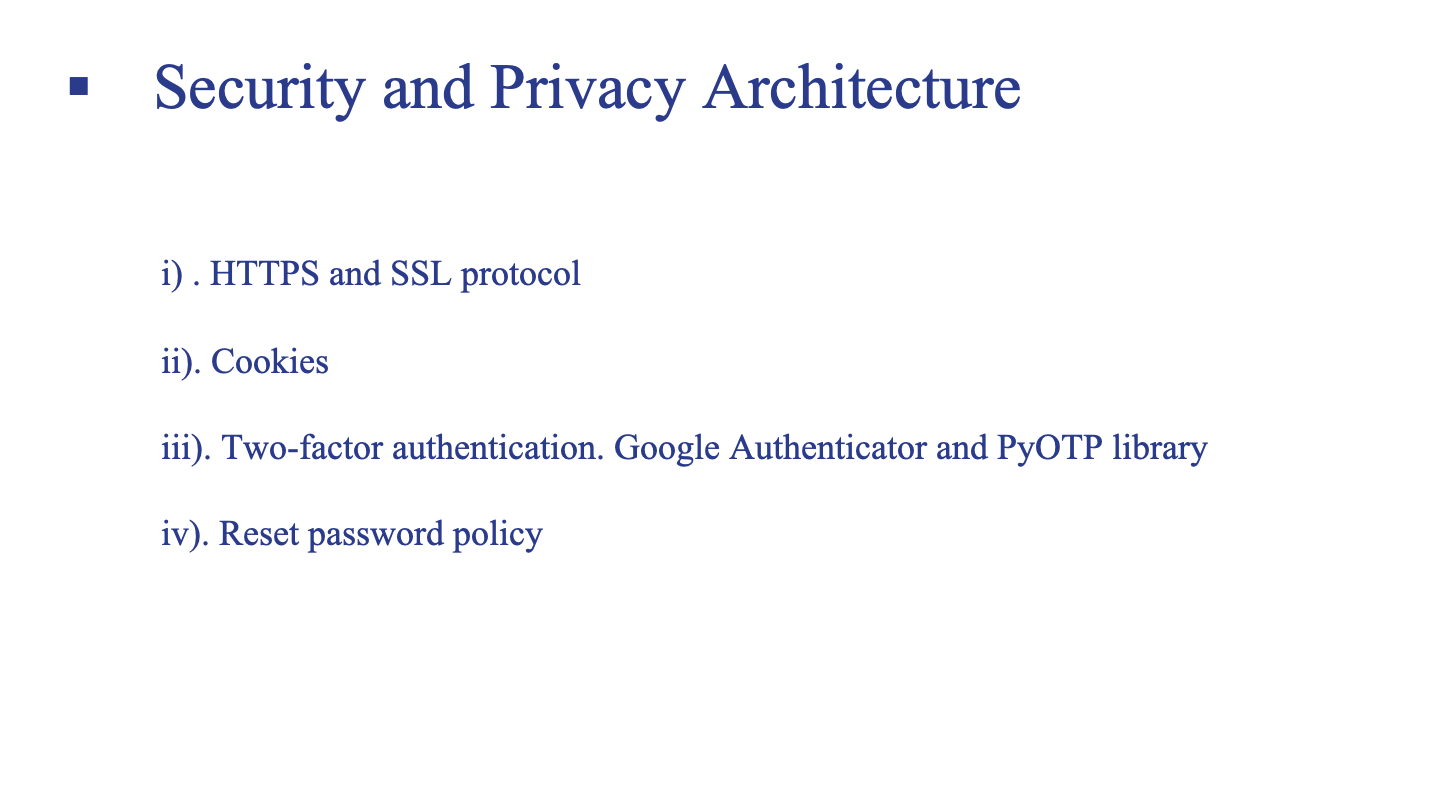 ▪ Security and Privacy Architecture
i) . HTTPS and SSL protocol
ii). Cookies
iii). Two-factor authentication. Google Authenticator and PyOTP library
iv). Reset password policy